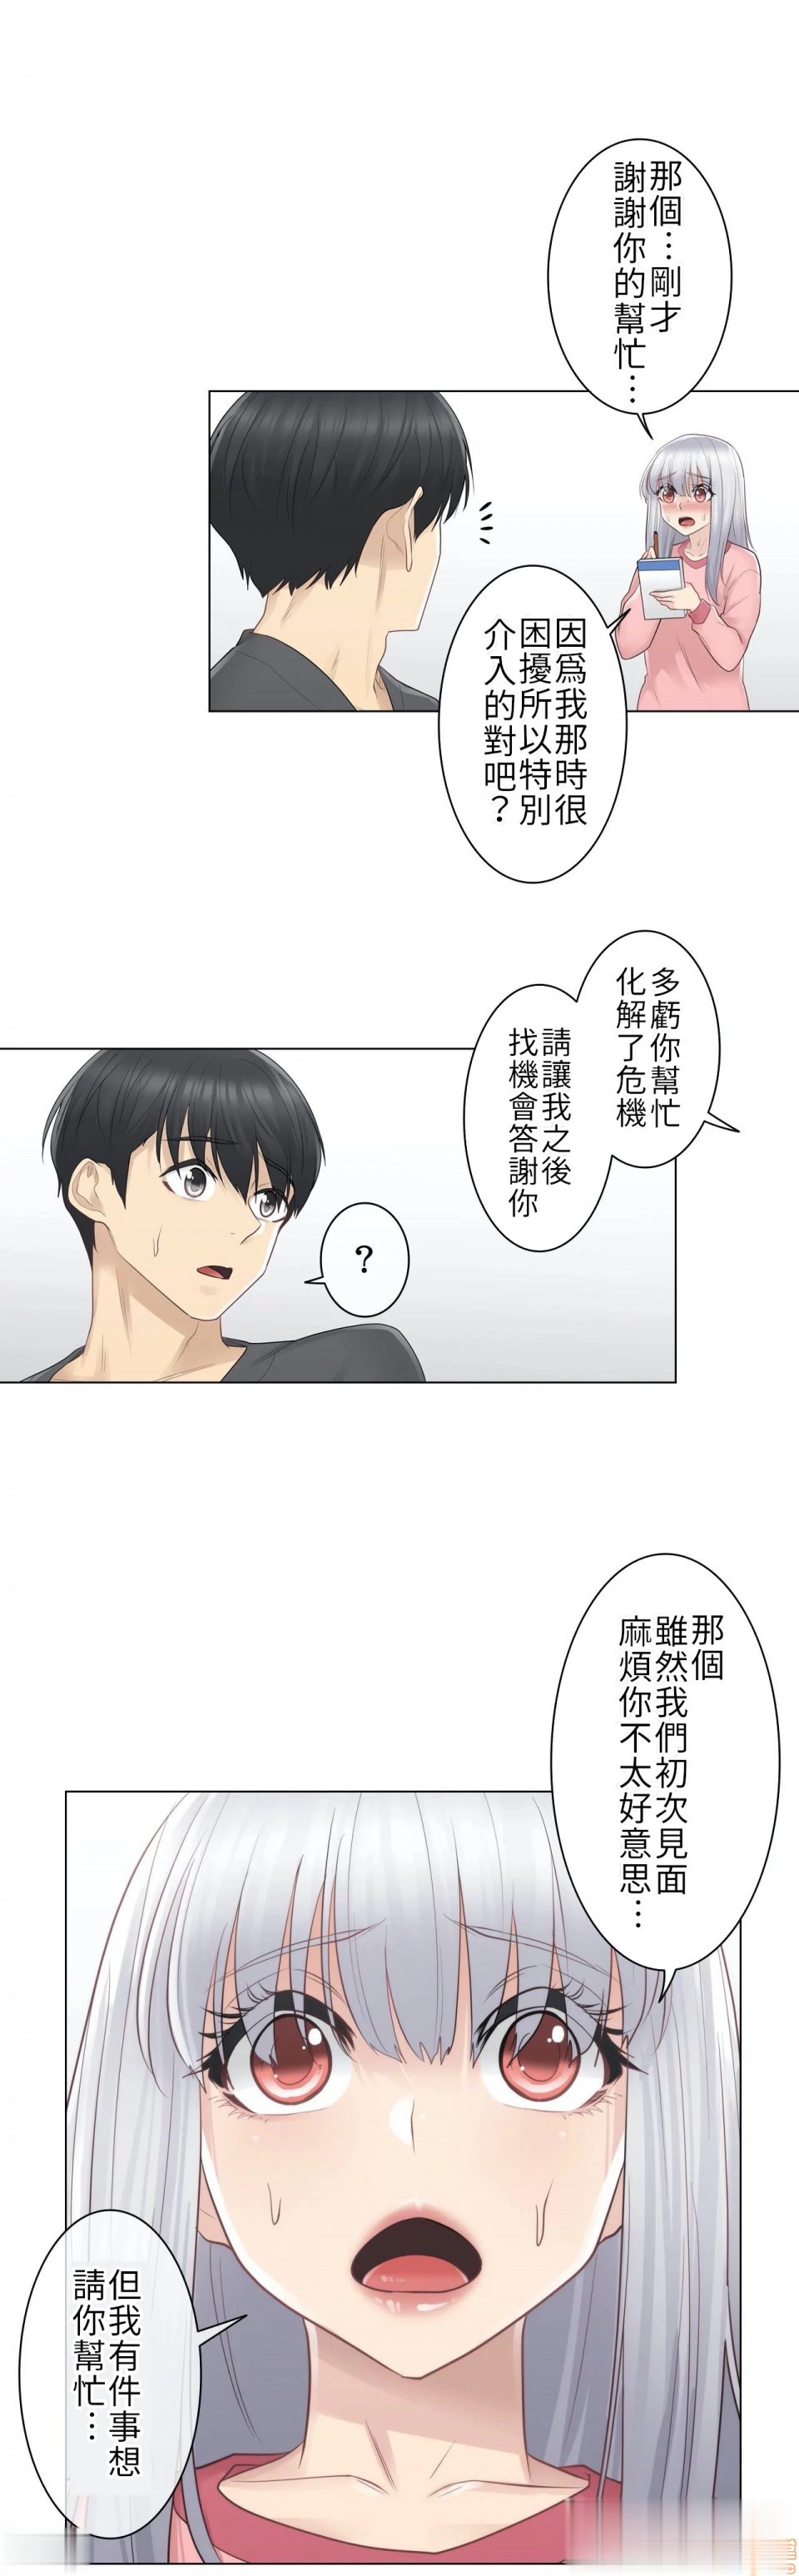 那個⋯剛才
謝謝你的幫忙⋯
因爲我那時很
困擾所以特別
介入的對吧？
多虧你幫忙
化解了危機
請讓我之後
找機會答謝你
？
那個
雖然我們初次見面
麻煩你不太好意思⋯
但我有件事想
請你幫忙⋯